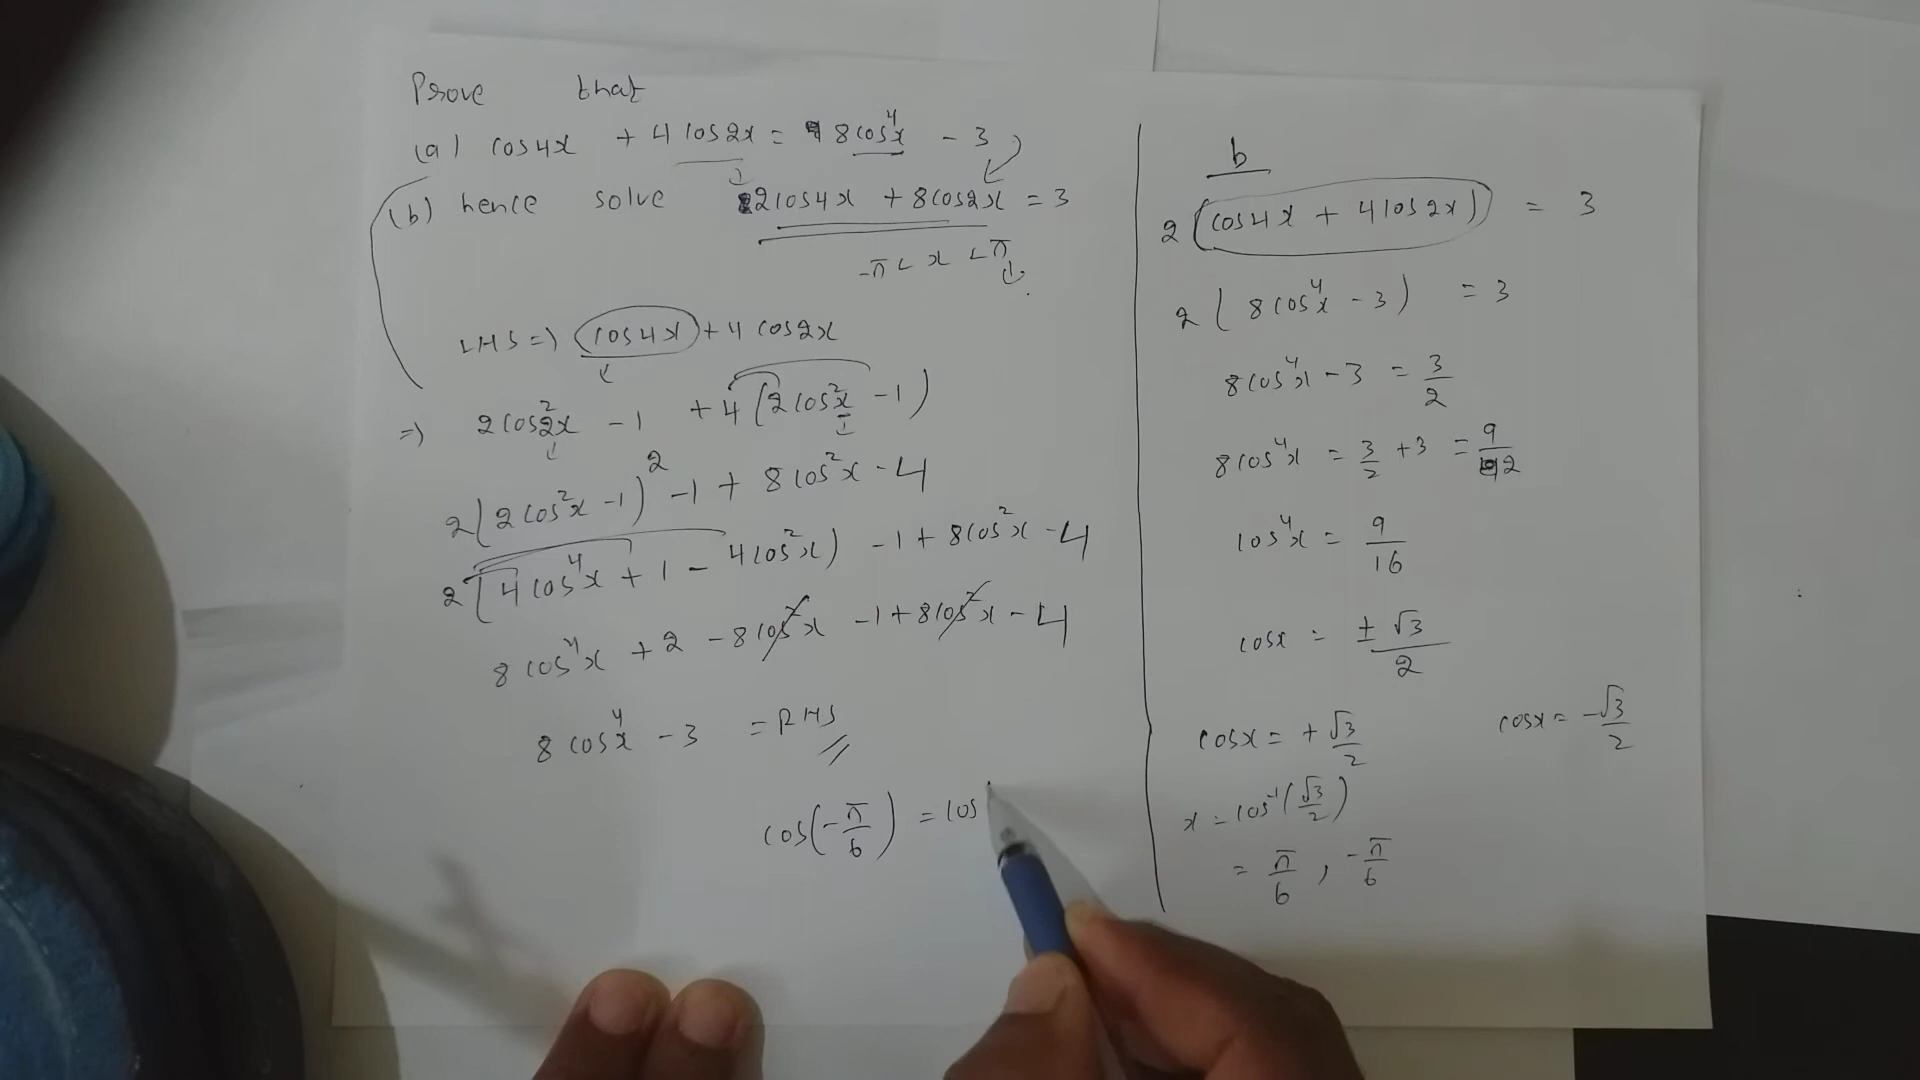 Prove that
(a) cos4x + 4 cos2x = 8cos⁴x - 3
(b) hence solve 2cos4x + 8cos2x = 3
-π < x < π
LHS => cos4x + 4 cos2x
=> 2cos²2x - 1 + 4(2cos²x - 1)
2(2cos²x - 1)² - 1 + 8cos²x - 4
2(4cos⁴x + 1 - 4cos²x) - 1 + 8cos²x - 4
8cos⁴x + 2 - 8cos²x - 1 + 8cos²x - 4
8cos⁴x - 3 = RHS
cos(-π/6) = cos
b
2(cos4x + 4cos2x) = 3
2(8cos⁴x - 3) = 3
8cos⁴x - 3 = 3/2
8cos⁴x = 3/2 + 3 = 9/2
cos⁴x = 9/16
cosx = ±√3/2
cosx = +√3/2 cosx = -√3/2
x = cos⁻¹(√3/2)
= π/6, -π/6